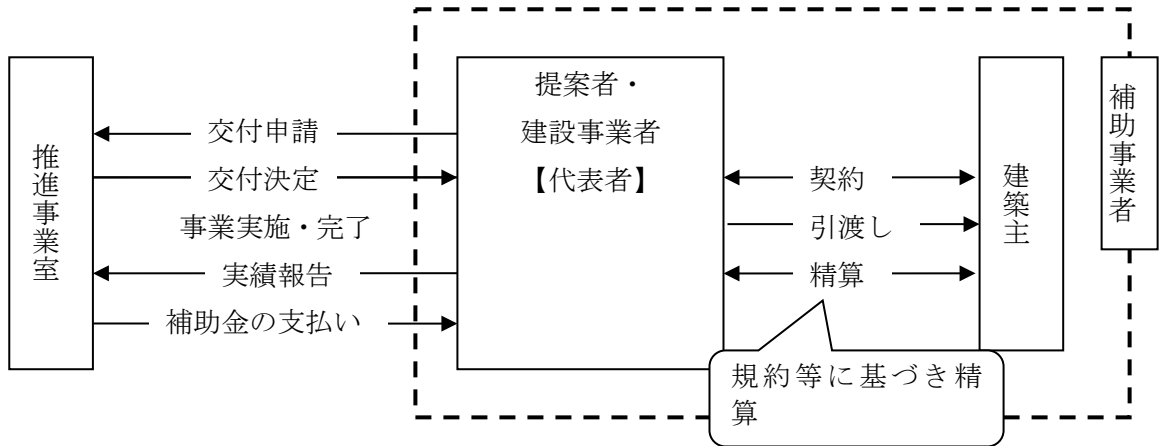 推進事業室
交付申請
交付決定
事業実施・完了
実績報告
補助金の支払い
提案者・
建設事業者
【代表者】
契約
引渡し
精算
規約等に基づき精
算
建築主
補助事業者